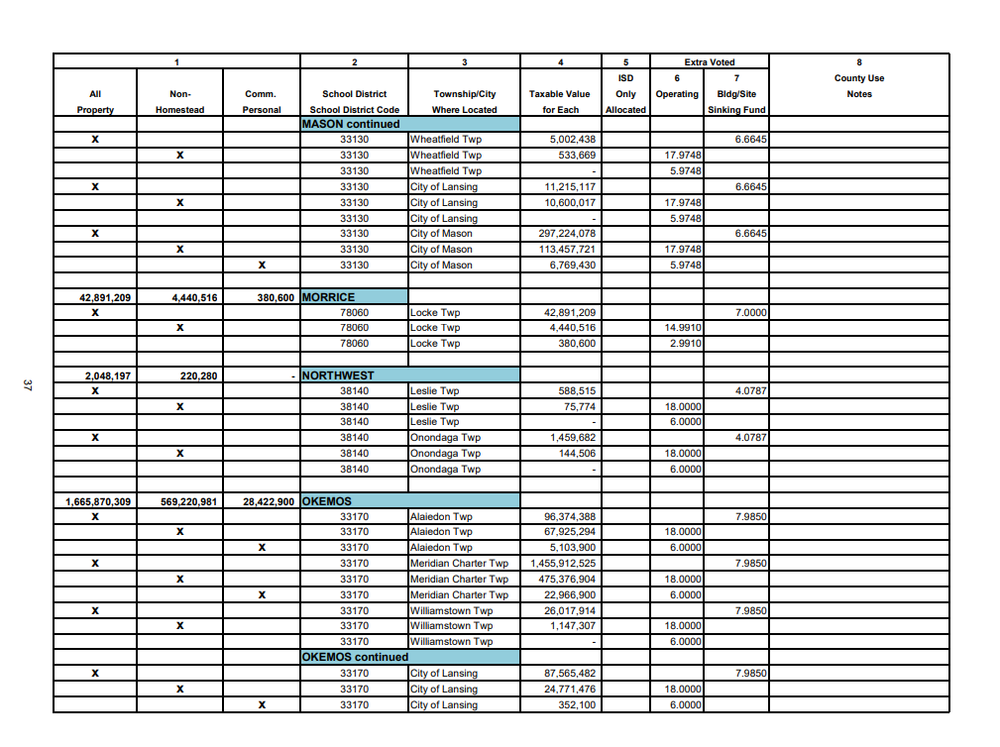 1 2 3 4 5 Extra Voted 8
ISD 6 7 County Use
All Non- Comm. School District Township/City Taxable Value Only Operating Bldg/Site Notes
Property Homestead Personal School District Code Where Located for Each Allocated Sinking Fund
MASON continued
X 33130 Wheatfield Twp 5,002,438 6.6645
X 33130 Wheatfield Twp 533,669 17.9748
33130 Wheatfield Twp - 5.9748
X 33130 City of Lansing 11,215,117 6.6645
X 33130 City of Lansing 10,600,017 17.9748
33130 City of Lansing - 5.9748
X 33130 City of Mason 297,224,078 6.6645
X 33130 City of Mason 113,457,721 17.9748
X 33130 City of Mason 6,769,430 5.9748
42,891,209 4,440,516 380,600 MORRICE
X 78060 Locke Twp 42,891,209 7.0000
X 78060 Locke Twp 4,440,516 14.9910
78060 Locke Twp 380,600 2.9910
2,048,197 220,280 - NORTHWEST
X 38140 Leslie Twp 588,515 4.0787
X 38140 Leslie Twp 75,774 18.0000
38140 Leslie Twp - 6.0000
X 38140 Onondaga Twp 1,459,682 4.0787
X 38140 Onondaga Twp 144,506 18.0000
38140 Onondaga Twp - 6.0000
1,665,870,309 569,220,981 28,422,900 OKEMOS
X 33170 Alaiedon Twp 96,374,388 7.9850
X 33170 Alaiedon Twp 67,925,294 18.0000
X 33170 Alaiedon Twp 5,103,900 6.0000
X 33170 Meridian Charter Twp 1,455,912,525 7.9850
X 33170 Meridian Charter Twp 475,376,904 18.0000
X 33170 Meridian Charter Twp 22,966,900 6.0000
X 33170 Williamstown Twp 26,017,914 7.9850
X 33170 Williamstown Twp 1,147,307 18.0000
33170 Williamstown Twp - 6.0000
OKEMOS continued
X 33170 City of Lansing 87,565,482 7.9850
X 33170 City of Lansing 24,771,476 18.0000
X 33170 City of Lansing 352,100 6.0000
37